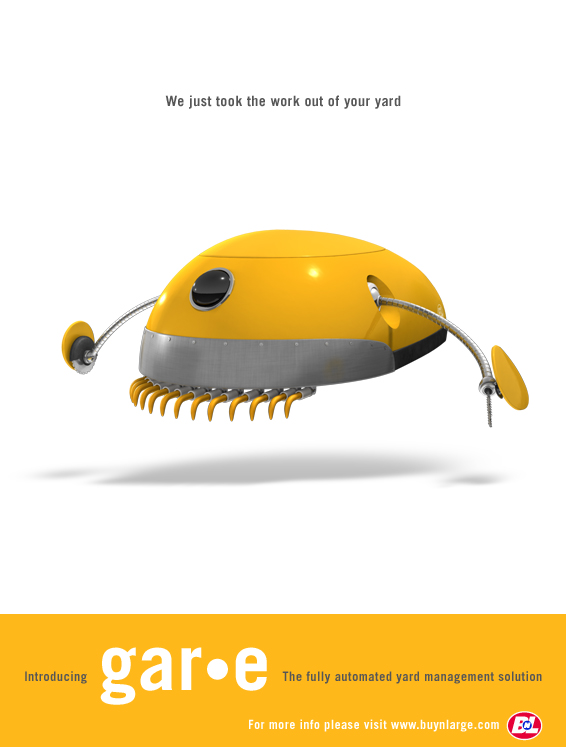 We just took the work out of your yard
Introducing gar•e The fully automated yard management solution
For more info please visit www.buynlarge.com BnL